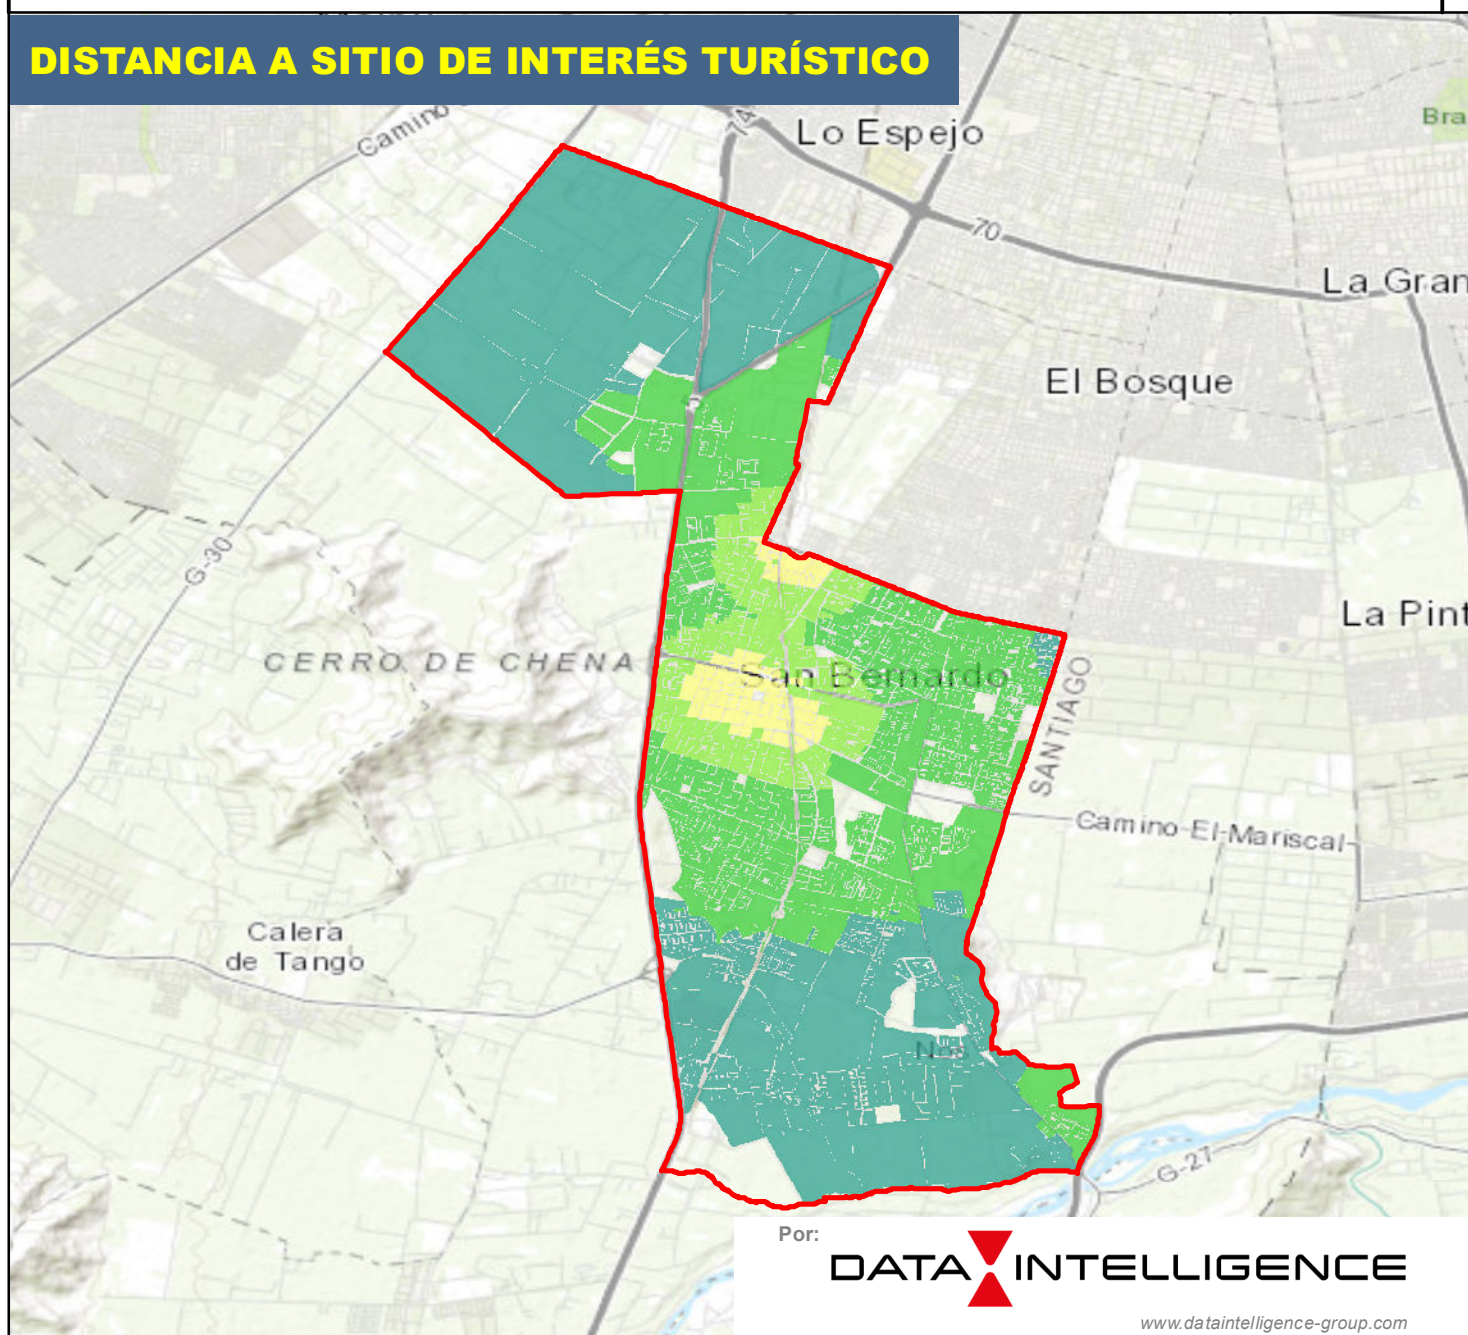 DISTANCIA A SITIO DE INTERÉS TURÍSTICO
Camino
74
Lo Espejo
Bra
70
La Gran
El Bosque
G-30
La Pint
CERRO DE CHENA
San Bernardo
SANTIAGO
Camino El Mariscal
Calera
de Tango
Nos
G-27
Por:
DATA INTELLIGENCE
www.dataintelligence-group.com